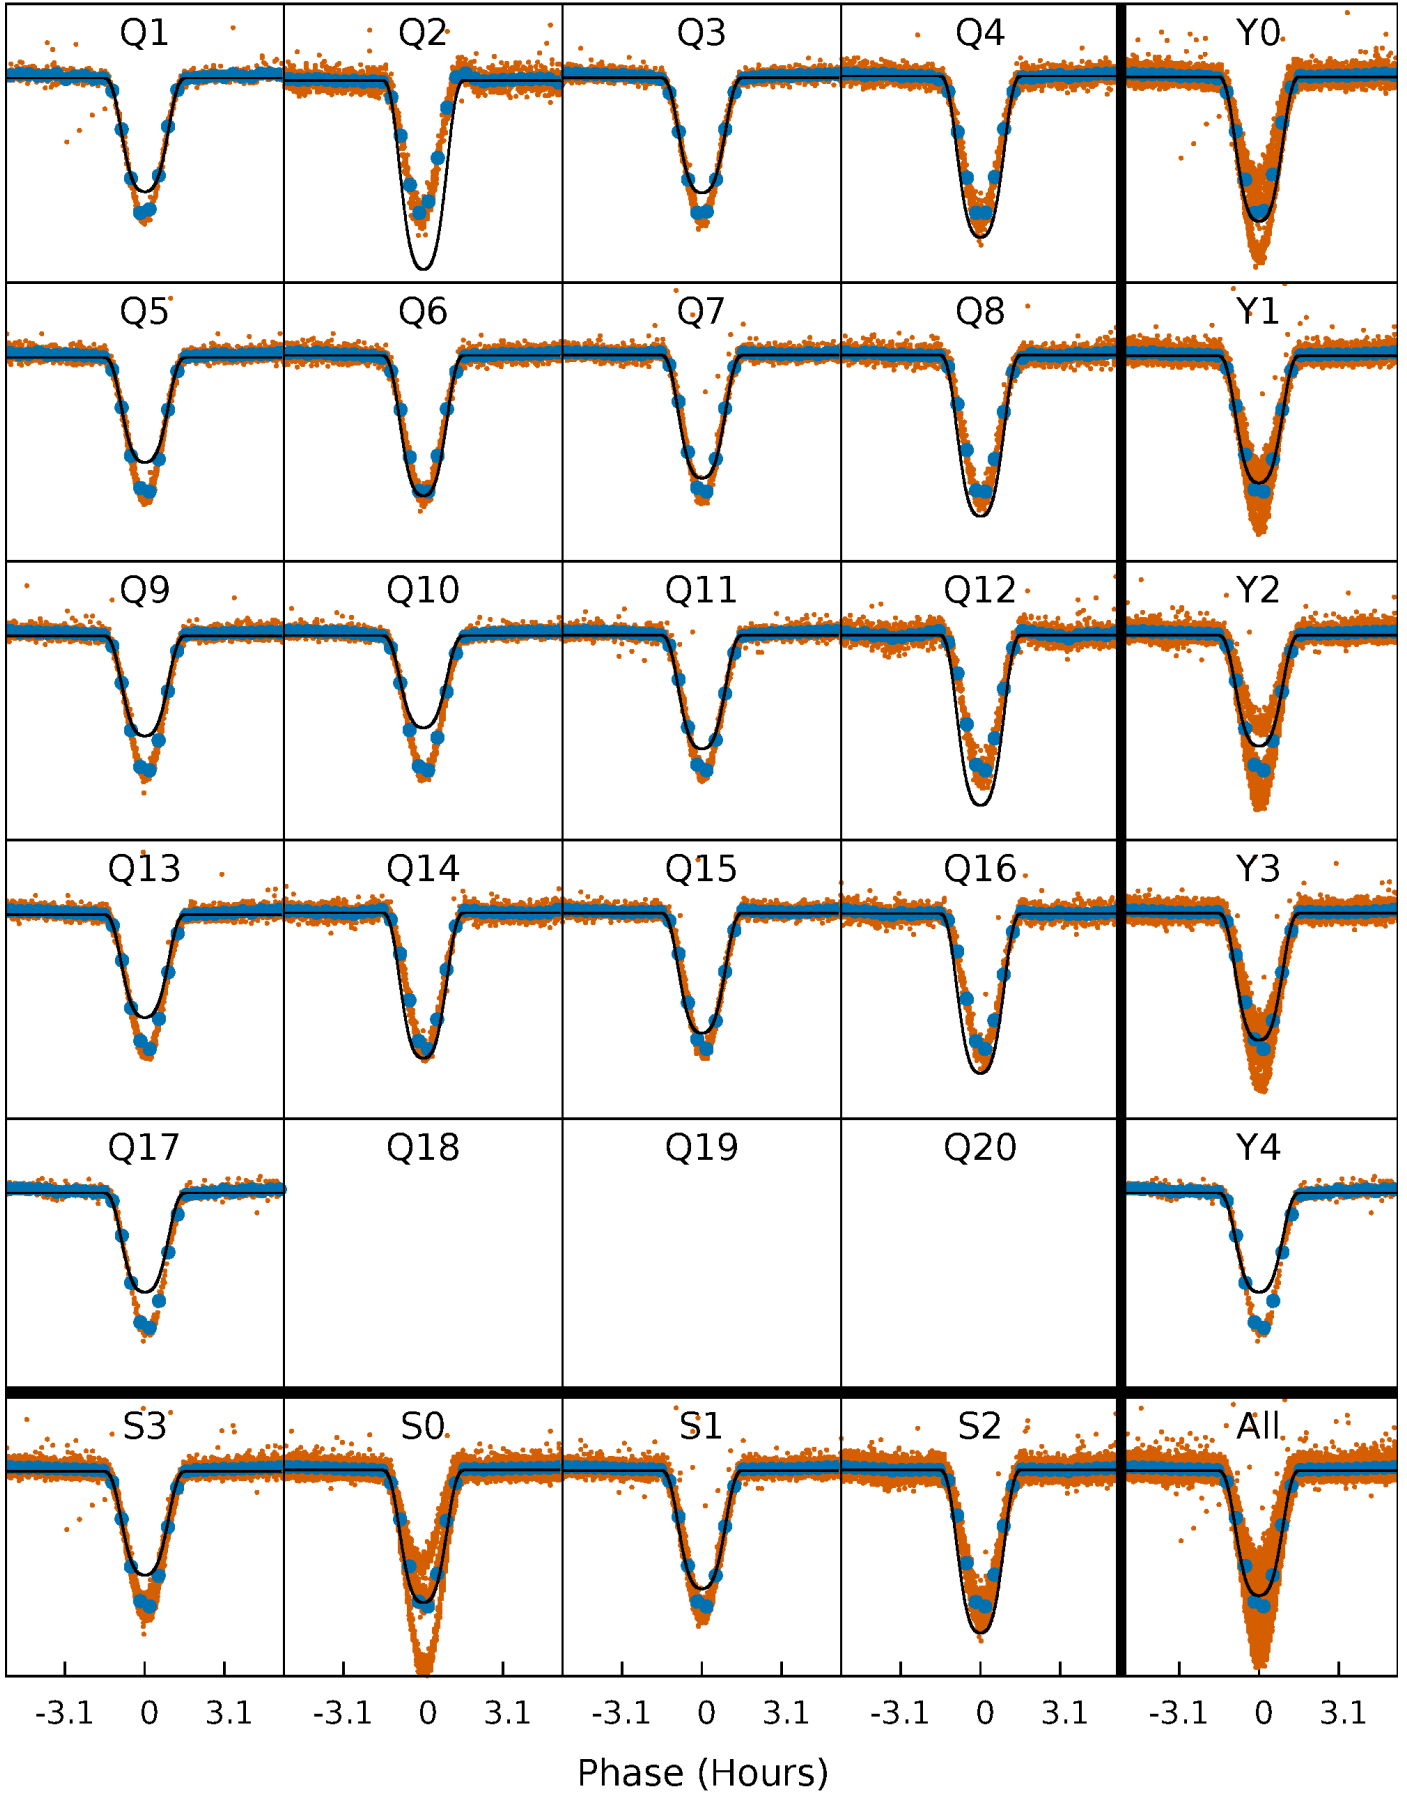 Q1 Q2 Q3 Q4 Y0
Q5 Q6 Q7 Q8 Y1
Q9 Q10 Q11 Q12 Y2
Q13 Q14 Q15 Q16 Y3
Q17 Q18 Q19 Q20 Y4
S3 S0 S1 S2 All
-3.1 0 3.1 -3.1 0 3.1 -3.1 0 3.1 -3.1 0 3.1 -3.1 0 3.1
Phase (Hours)